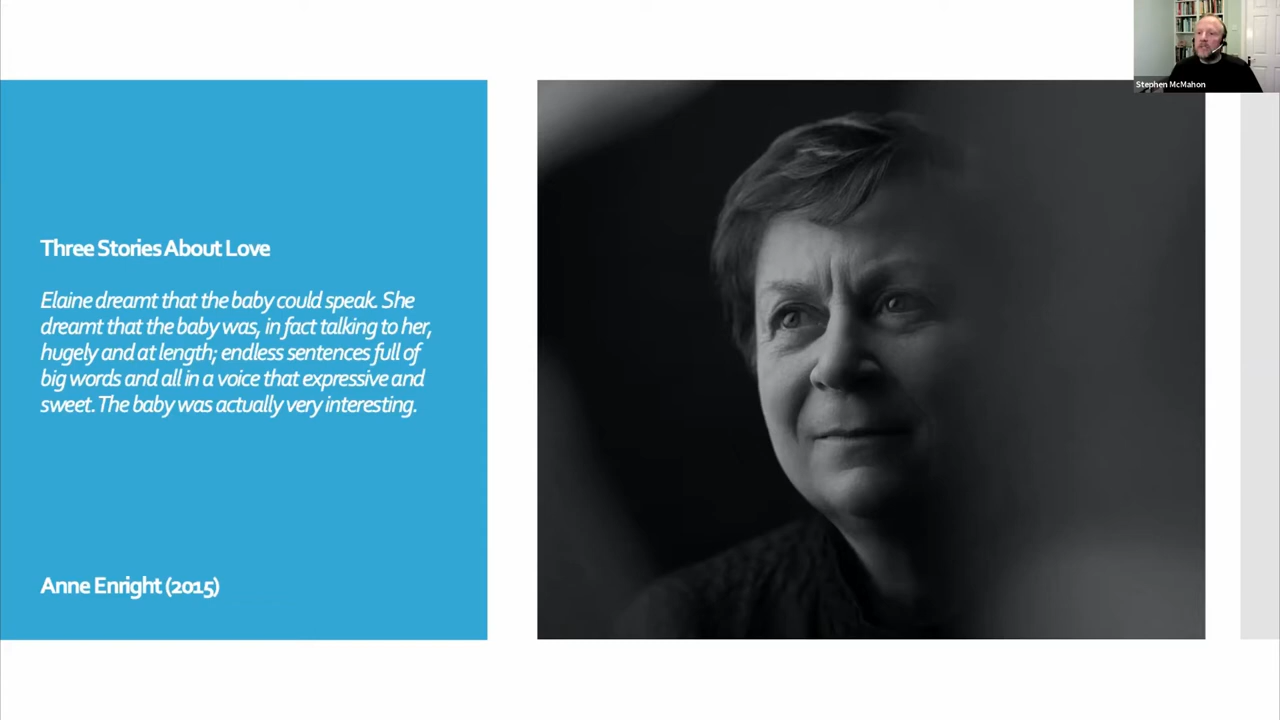 Stephen McMahon
Three Stories About Love
Elaine dreamt that the baby could speak. She
dreamt that the baby was, in fact talking to her,
hugely and at length; endless sentences full of
big words and all in a voice that expressive and
sweet. The baby was actually very interesting.
Anne Enright (2015)